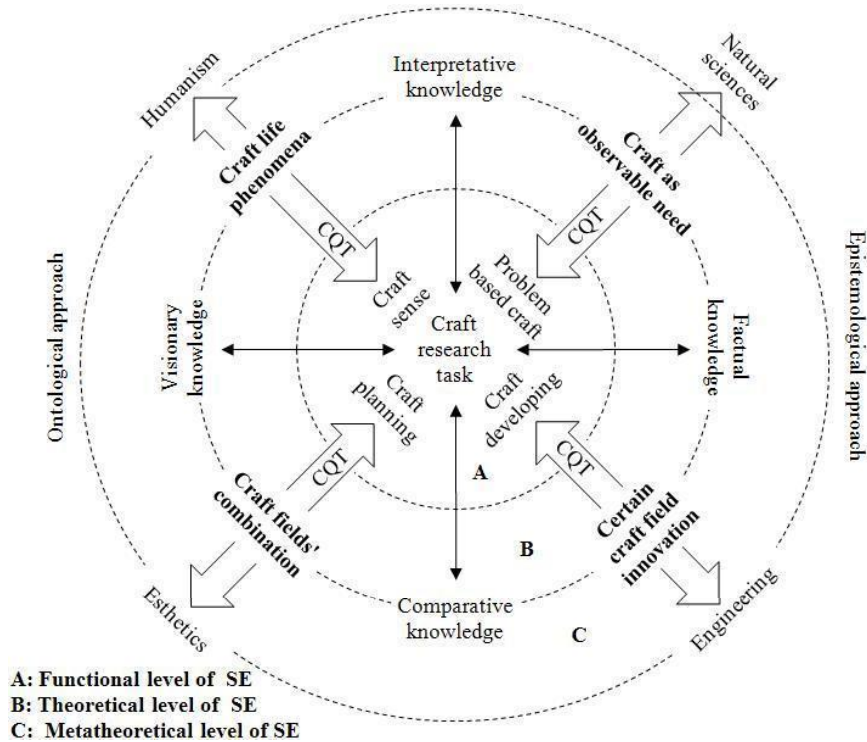 Humanism
Interpretative
knowledge
Natural
sciences
Craft life
phenomena
Craft as
observable need
CQT
CQT
Ontological approach
Visionary
knowledge
Craft
sense
Problem
based craft
Craft
research
task
Factual
knowledge
Epistemological approach
Craft
planning
Craft
developing
CQT
CQT
A
Craft fields'
combination
Certain
craft field
innovation
B
Esthetics
Comparative
knowledge
C
Engineering
A: Functional level of SE
B: Theoretical level of SE
C: Metatheoretical level of SE